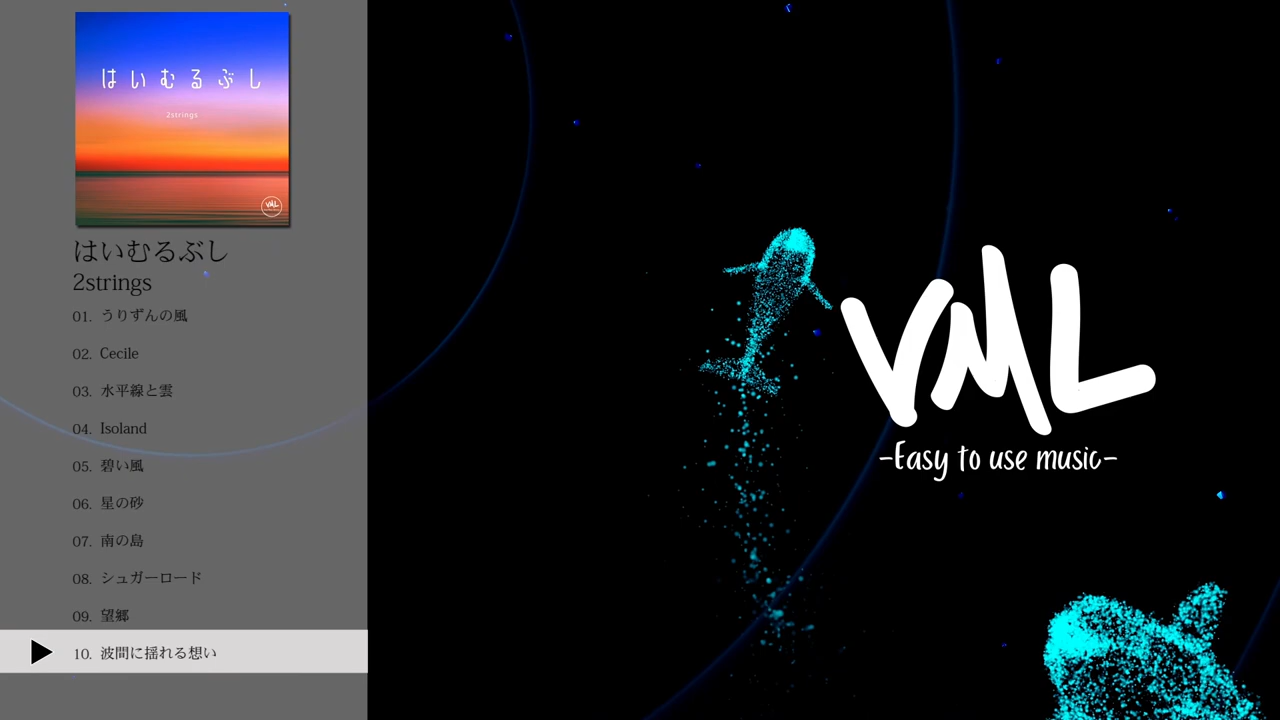 はいむるぶし
2strings
VML
はいむるぶし
2strings
01. うりずんの風
02. Cecile
03. 水平線と雲
04. Isoland
05. 碧い風
06. 星の砂
07. 南の島
08. シュガーロード
09. 望郷
10. 波間に揺れる想い
VML
-Easy to use music-